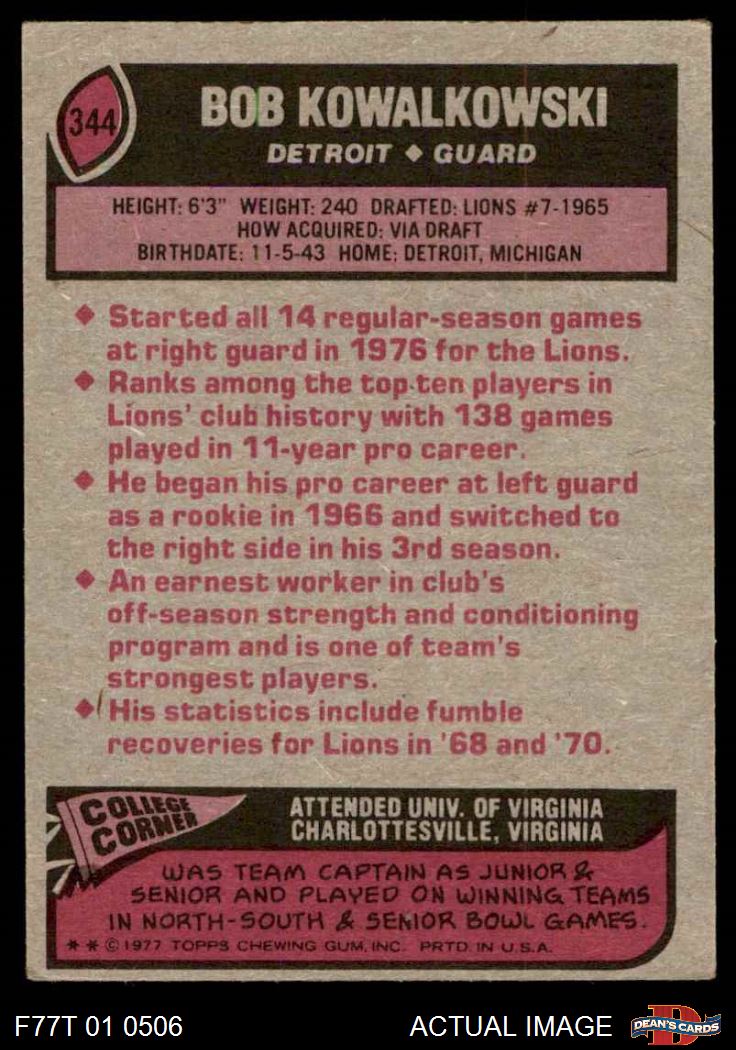 344
BOB KOWALKOWSKI
DETROIT ◆ GUARD
HEIGHT: 6'3" WEIGHT: 240 DRAFTED: LIONS #7-1965
HOW ACQUIRED: VIA DRAFT
BIRTHDATE: 11-5-43 HOME: DETROIT, MICHIGAN
◆ Started all 14 regular-season games
at right guard in 1976 for the Lions.
◆ Ranks among the top ten players in
Lions' club history with 138 games
played in 11-year pro career.
◆ He began his pro career at left guard
as a rookie in 1966 and switched to
the right side in his 3rd season.
◆ An earnest worker in club's
off-season strength and conditioning
program and is one of team's
strongest players.
◆ His statistics include fumble
recoveries for Lions in '68 and '70.
COLLEGE
CORNER
ATTENDED UNIV. OF VIRGINIA
CHARLOTTESVILLE, VIRGINIA
WAS TEAM CAPTAIN AS JUNIOR &
SENIOR AND PLAYED ON WINNING TEAMS
IN NORTH-SOUTH & SENIOR BOWL GAMES.
* * © 1977 TOPPS CHEWING GUM, INC. PRTD. IN U.S.A.
F77T 01 0506
ACTUAL IMAGE
D
DEAN'S CARDS